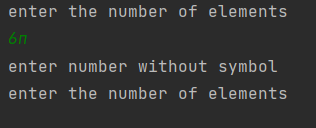 enter the number of elements
6n
enter number without symbol
enter the number of elements